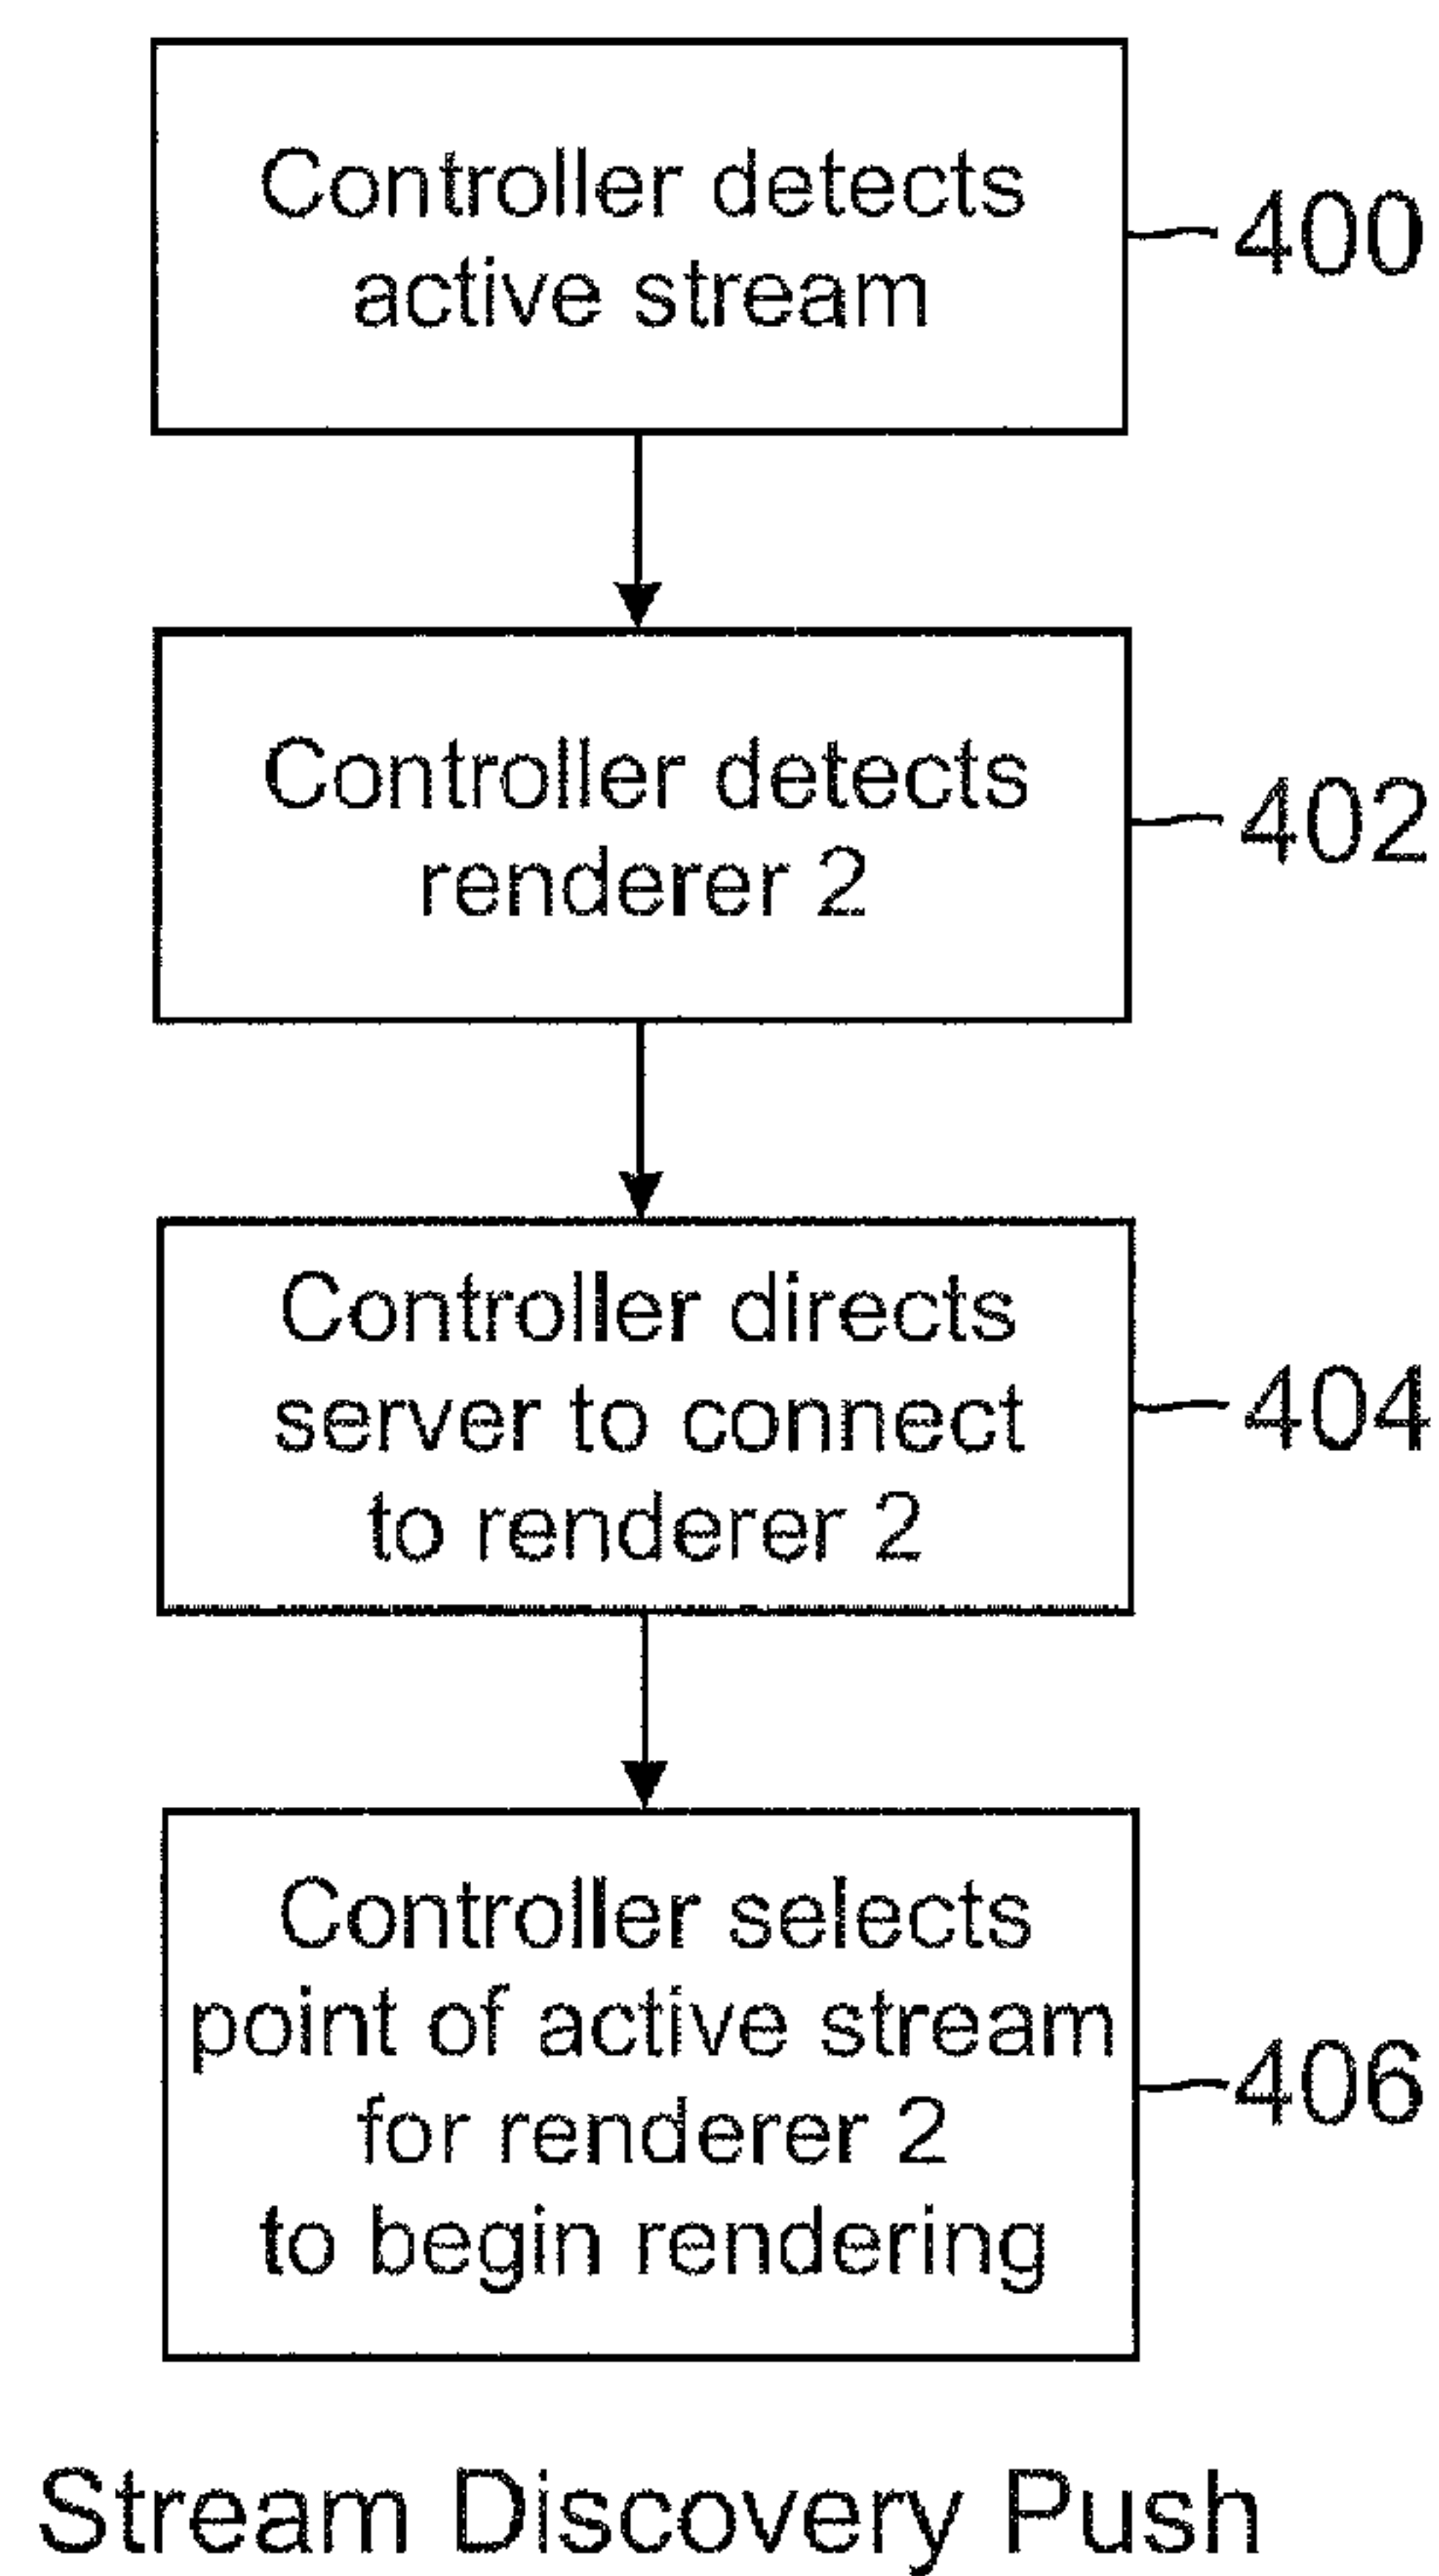 Controller detects
active stream
400
Controller detects
renderer 2
402
Controller directs
server to connect
to renderer 2
404
Controller selects
point of active stream
for renderer 2
to begin rendering
406
Stream Discovery Push